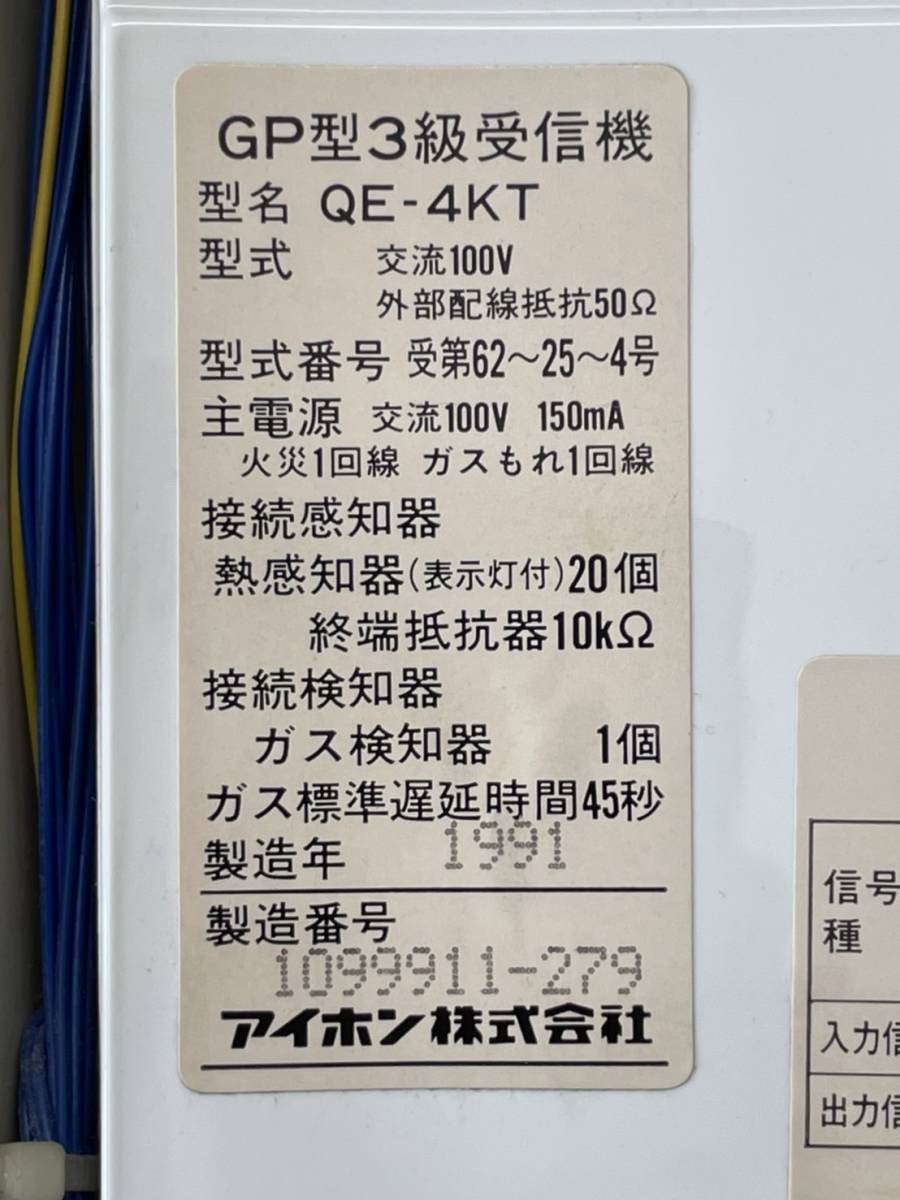 GP型3級受信機
型名 QE-4KT
型式 交流100V
外部配線抵抗50Ω
型式番号 受第62～25～4号
主電源 交流100V 150mA
火災1回線 ガスもれ1回線
接続感知器
熱感知器(表示灯付)20個
終端抵抗器10kΩ
接続検知器
ガス検知器 1個
ガス標準遅延時間45秒
製造年 1991
製造番号
1099911-279
アイホン株式会社
信号
種
入力信
出力信